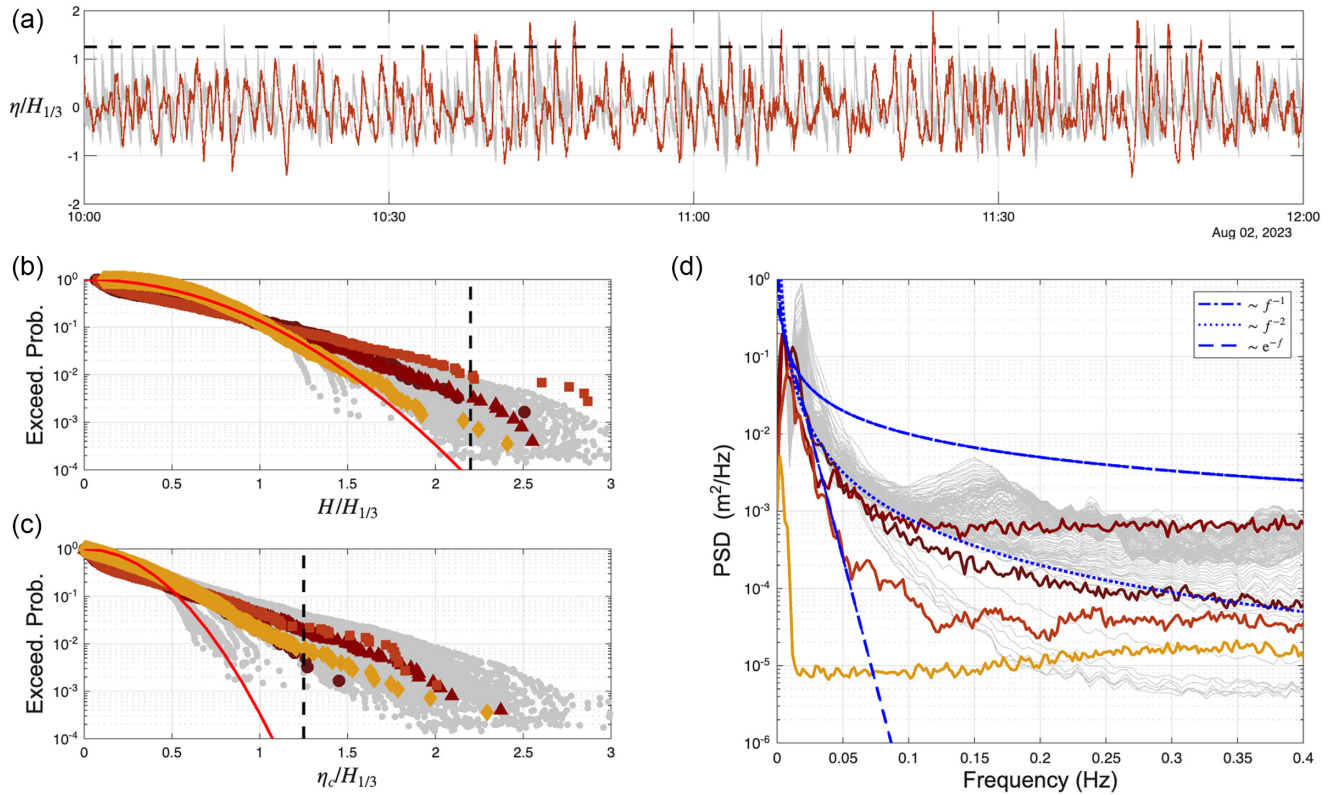 (a)
2
1
0
-1
-2
η/H1/3
10:00 10:30 11:00 11:30 12:00
Aug 02, 2023
(b)
Exceed. Prob.
10^0
10^-1
10^-2
10^-3
10^-4
0 0.5 1 1.5 2 2.5 3
H/H1/3
(c)
Exceed. Prob.
10^0
10^-1
10^-2
10^-3
10^-4
0 0.5 1 1.5 2 2.5 3
ηc/H1/3
(d)
PSD (m²/Hz)
10^0
10^-1
10^-2
10^-3
10^-4
10^-5
10^-6
~ f^-1
~ f^-2
~ e^-f
0 0.05 0.1 0.15 0.2 0.25 0.3 0.35 0.4
Frequency (Hz)